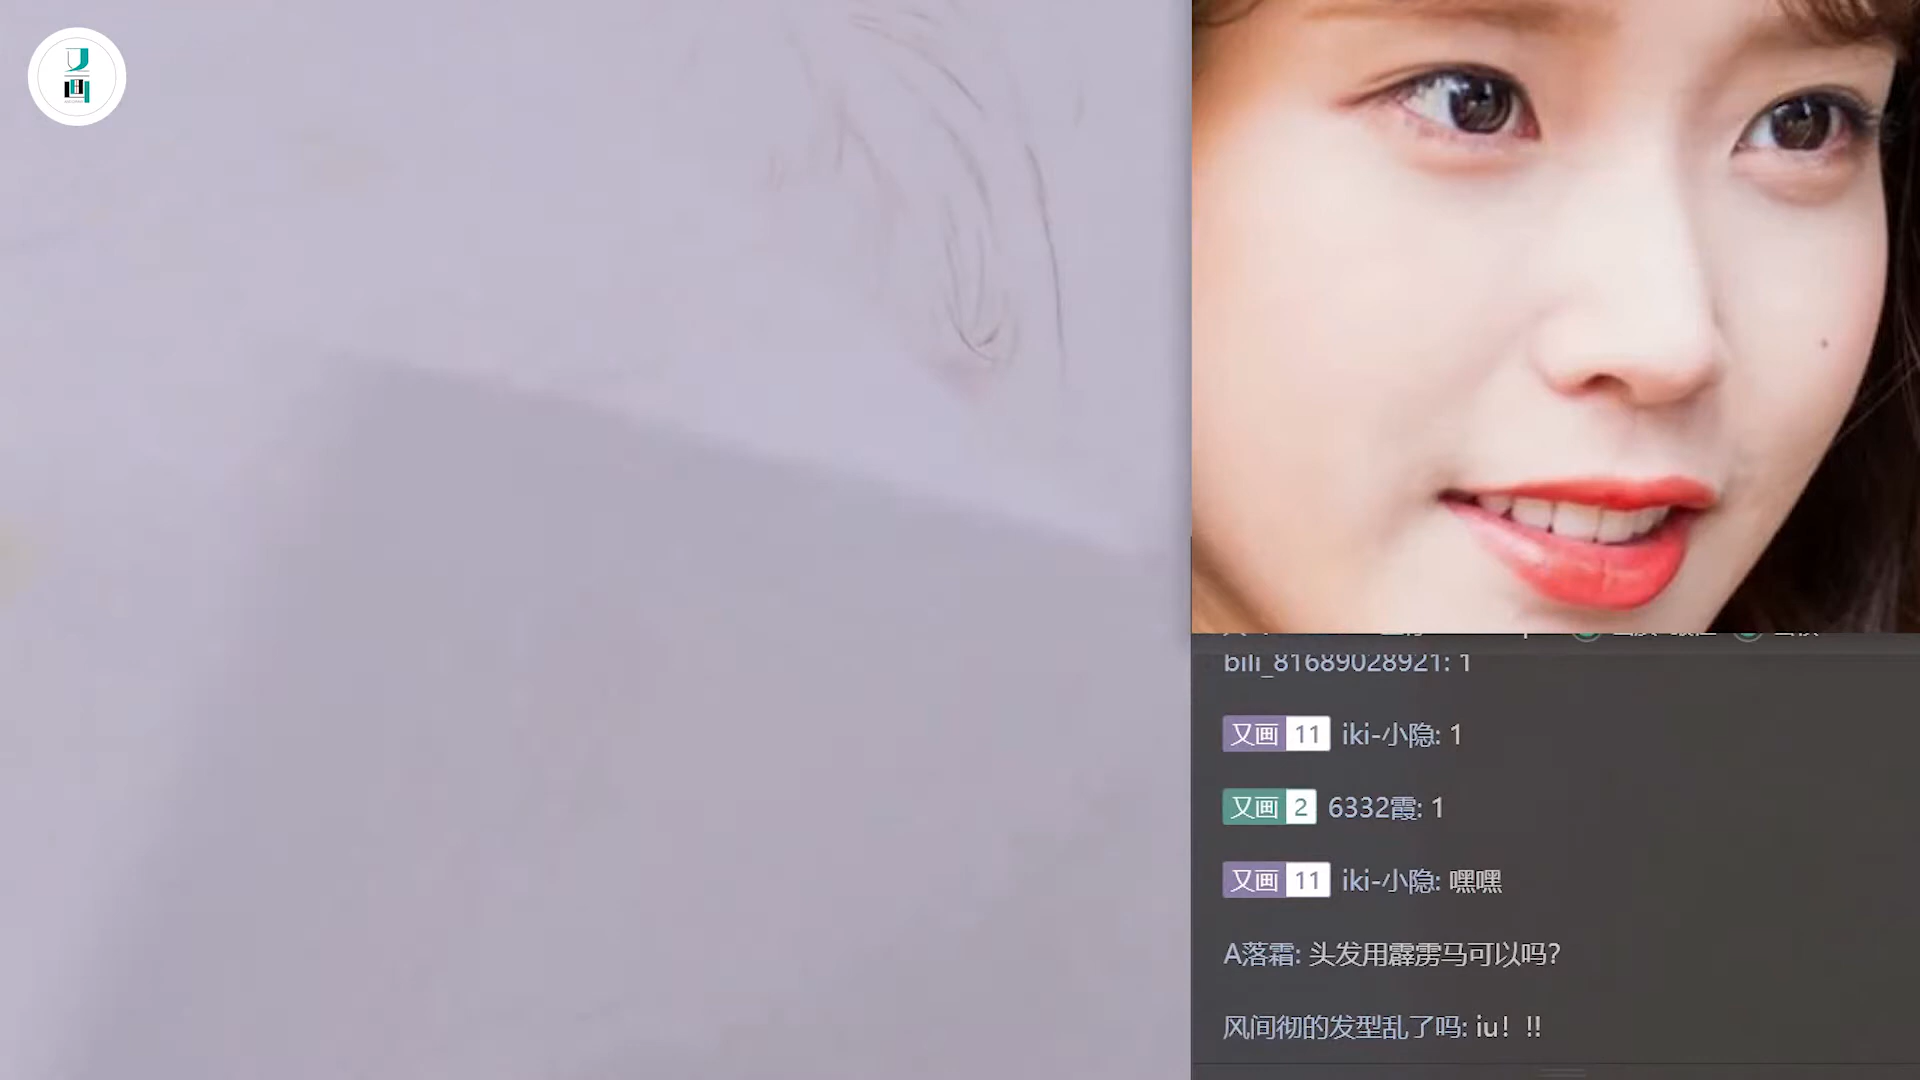 又画
bili_81689028921: 1
又画 11 iki-小隐: 1
又画 2 6332霞: 1
又画 11 iki-小隐: 嘿嘿
A落霜: 头发用霹雳马可以吗?
风间彻的发型乱了吗: iu！!!